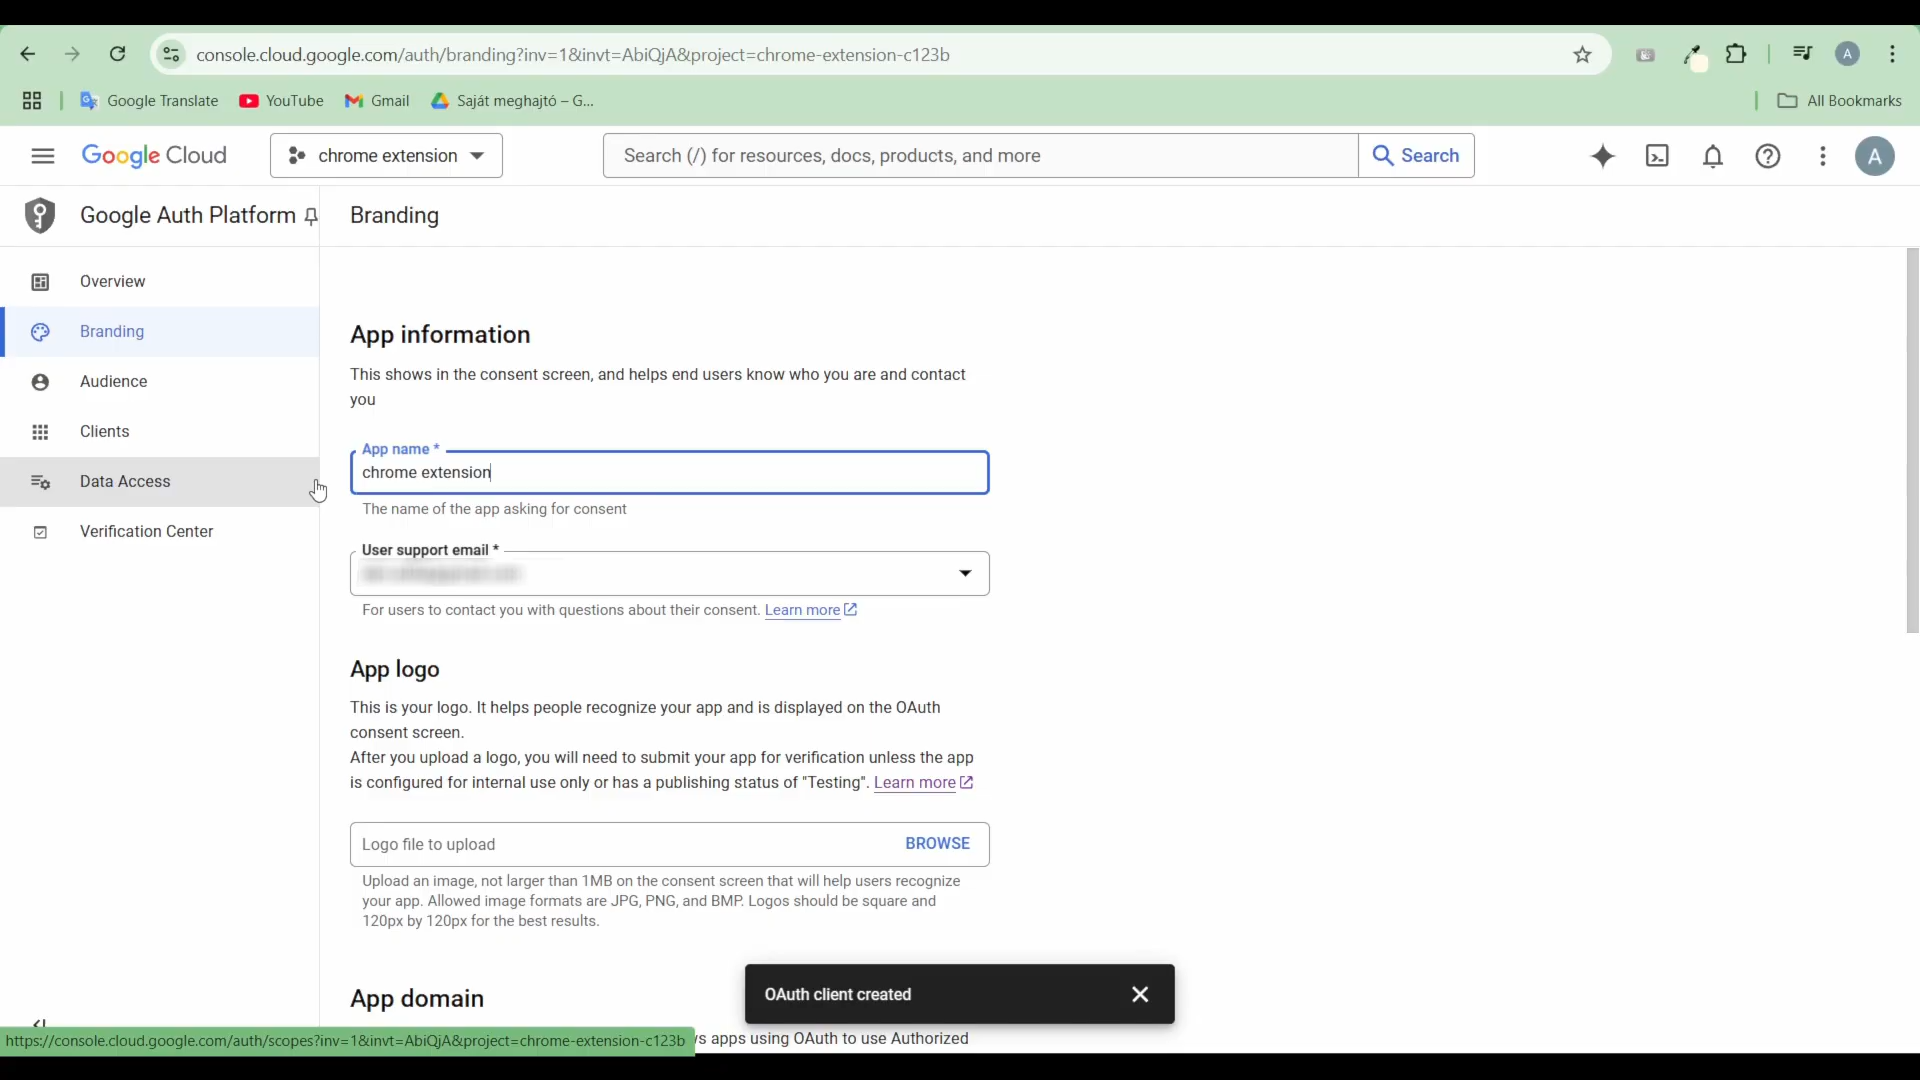 console.cloud.google.com/auth/branding?inv=1&invt=AbiQjA&project=chrome-extension-c123b
A
Google Translate
YouTube
Gmail
Saját meghajtó – G...
All Bookmarks
Google Cloud
chrome extension
Search (/) for resources, docs, products, and more
Search
A
Google Auth Platform
Branding
Overview
Branding
Audience
Clients
Data Access
Verification Center
App information
This shows in the consent screen, and helps end users know who you are and contact
you
App name *
chrome extension
The name of the app asking for consent
User support email *
For users to contact you with questions about their consent. Learn more
App logo
This is your logo. It helps people recognize your app and is displayed on the OAuth
consent screen.
After you upload a logo, you will need to submit your app for verification unless the app
is configured for internal use only or has a publishing status of "Testing". Learn more
Logo file to upload
BROWSE
Upload an image, not larger than 1MB on the consent screen that will help users recognize
your app. Allowed image formats are JPG, PNG, and BMP. Logos should be square and
120px by 120px for the best results.
App domain
OAuth client created
https://console.cloud.google.com/auth/scopes?inv=1&invt=AbiQjA&project=chrome-extension-c123b
apps using OAuth to use Authorized